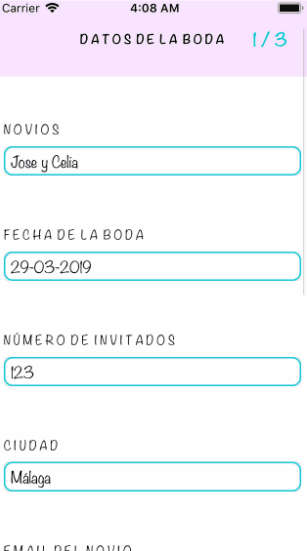 Carrier 4:08 AM
DATOS DE LA BODA 1/3
NOVIOS
Jose y Celia
FECHA DE LA BODA
29-03-2019
NÚMERO DE INVITADOS
123
CIUDAD
Málaga
EMAIL DEL NOVIO